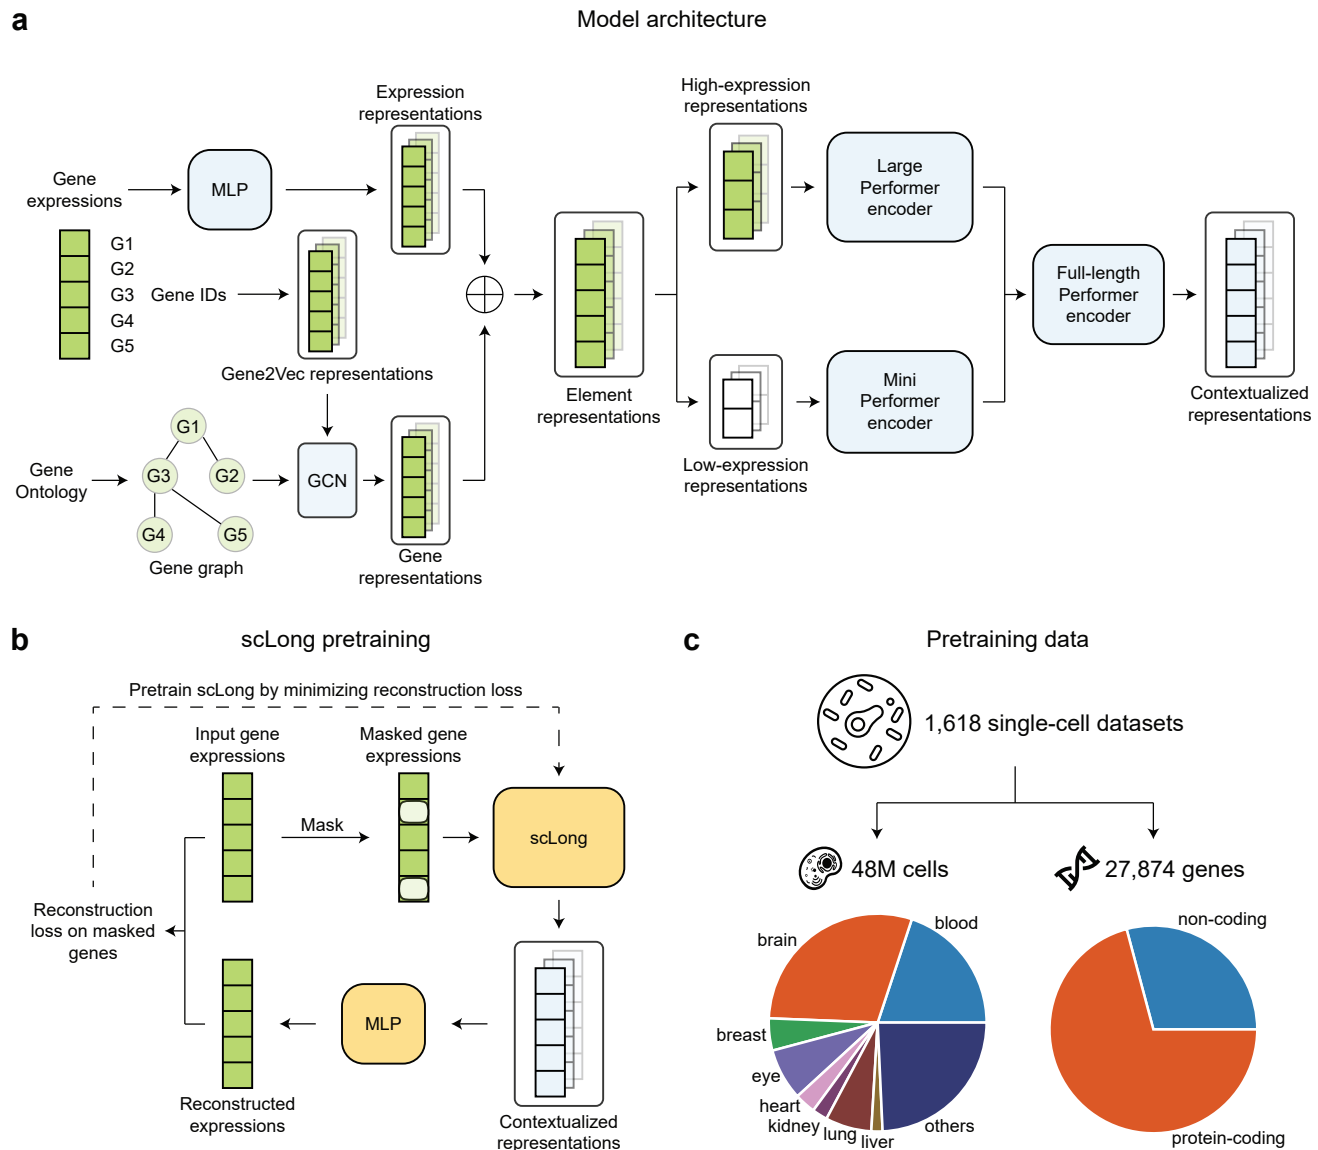 a
Model architecture
Gene
expressions
MLP
Expression
representations
G1
G2
G3
G4
G5
Gene IDs
Gene2Vec representations
Gene
Ontology
G1
G3
G2
G4
G5
Gene graph
GCN
Gene
representations
Element
representations
High-expression
representations
Large
Performer
encoder
Low-expression
representations
Mini
Performer
encoder
Full-length
Performer
encoder
Contextualized
representations
b
scLong pretraining
Pretrain scLong by minimizing reconstruction loss
Input gene
expressions
Mask
Masked gene
expressions
scLong
Reconstruction
loss on masked
genes
MLP
Reconstructed
expressions
Contextualized
representations
c
Pretraining data
1,618 single-cell datasets
48M cells
27,874 genes
brain
blood
breast
eye
heart
kidney
lung
liver
others
non-coding
protein-coding